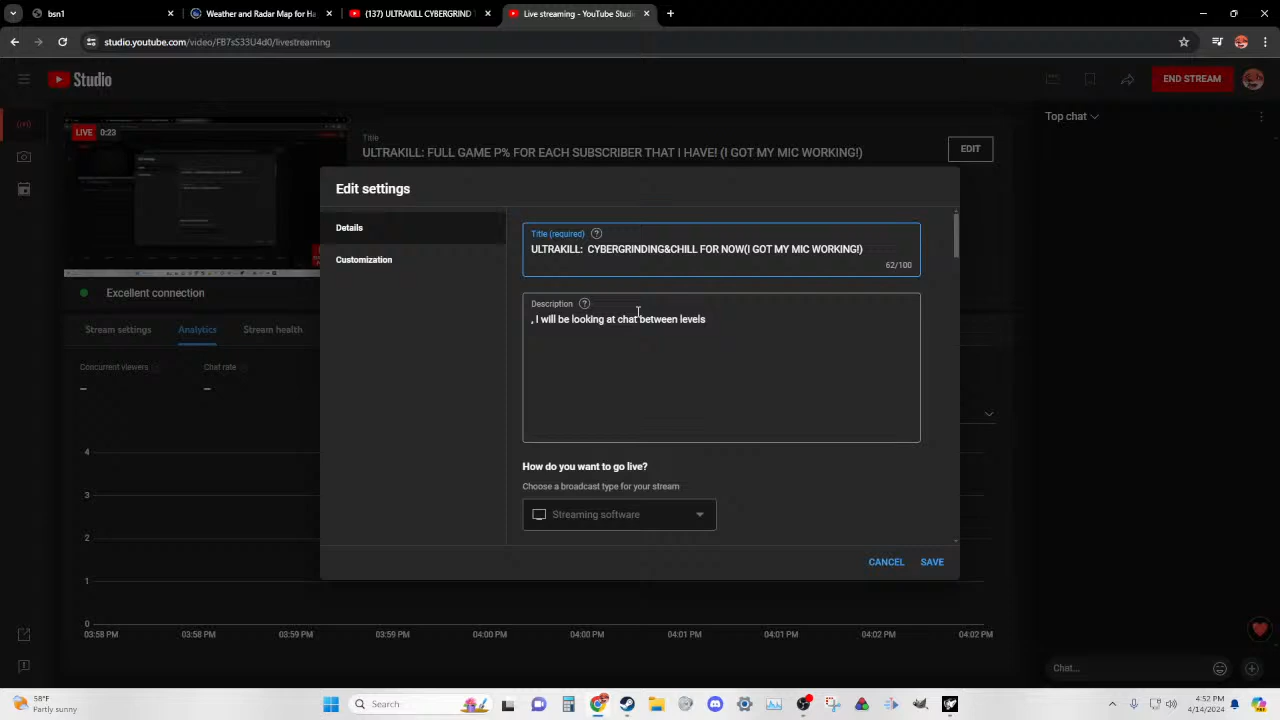 bsn1
Weather and Radar Map for Ha
(137) ULTRAKILL CYBERGRIND
Live streaming - YouTube Studi
studio.youtube.com/video/FB7sS33U4d0/livestreaming
Studio
END STREAM
LIVE 0:23
Title
ULTRAKILL: FULL GAME P% FOR EACH SUBSCRIBER THAT I HAVE! (I GOT MY MIC WORKING!)
EDIT
Top chat
Edit settings
Details
Customization
Title (required)
ULTRAKILL: CYBERGRINDING&CHILL FOR NOW(I GOT MY MIC WORKING!)
62/100
Description
, I will be looking at chat between levels
Excellent connection
Stream settings
Analytics
Stream health
Concurrent viewers
Chat rate
–
–
How do you want to go live?
Choose a broadcast type for your stream
Streaming software
CANCEL
SAVE
4
3
2
1
0
03:58 PM
03:58 PM
03:59 PM
03:59 PM
04:00 PM
04:00 PM
04:01 PM
04:01 PM
04:02 PM
04:02 PM
Chat...
58°F
Partly sunny
Search
4:52 PM
4/14/2024